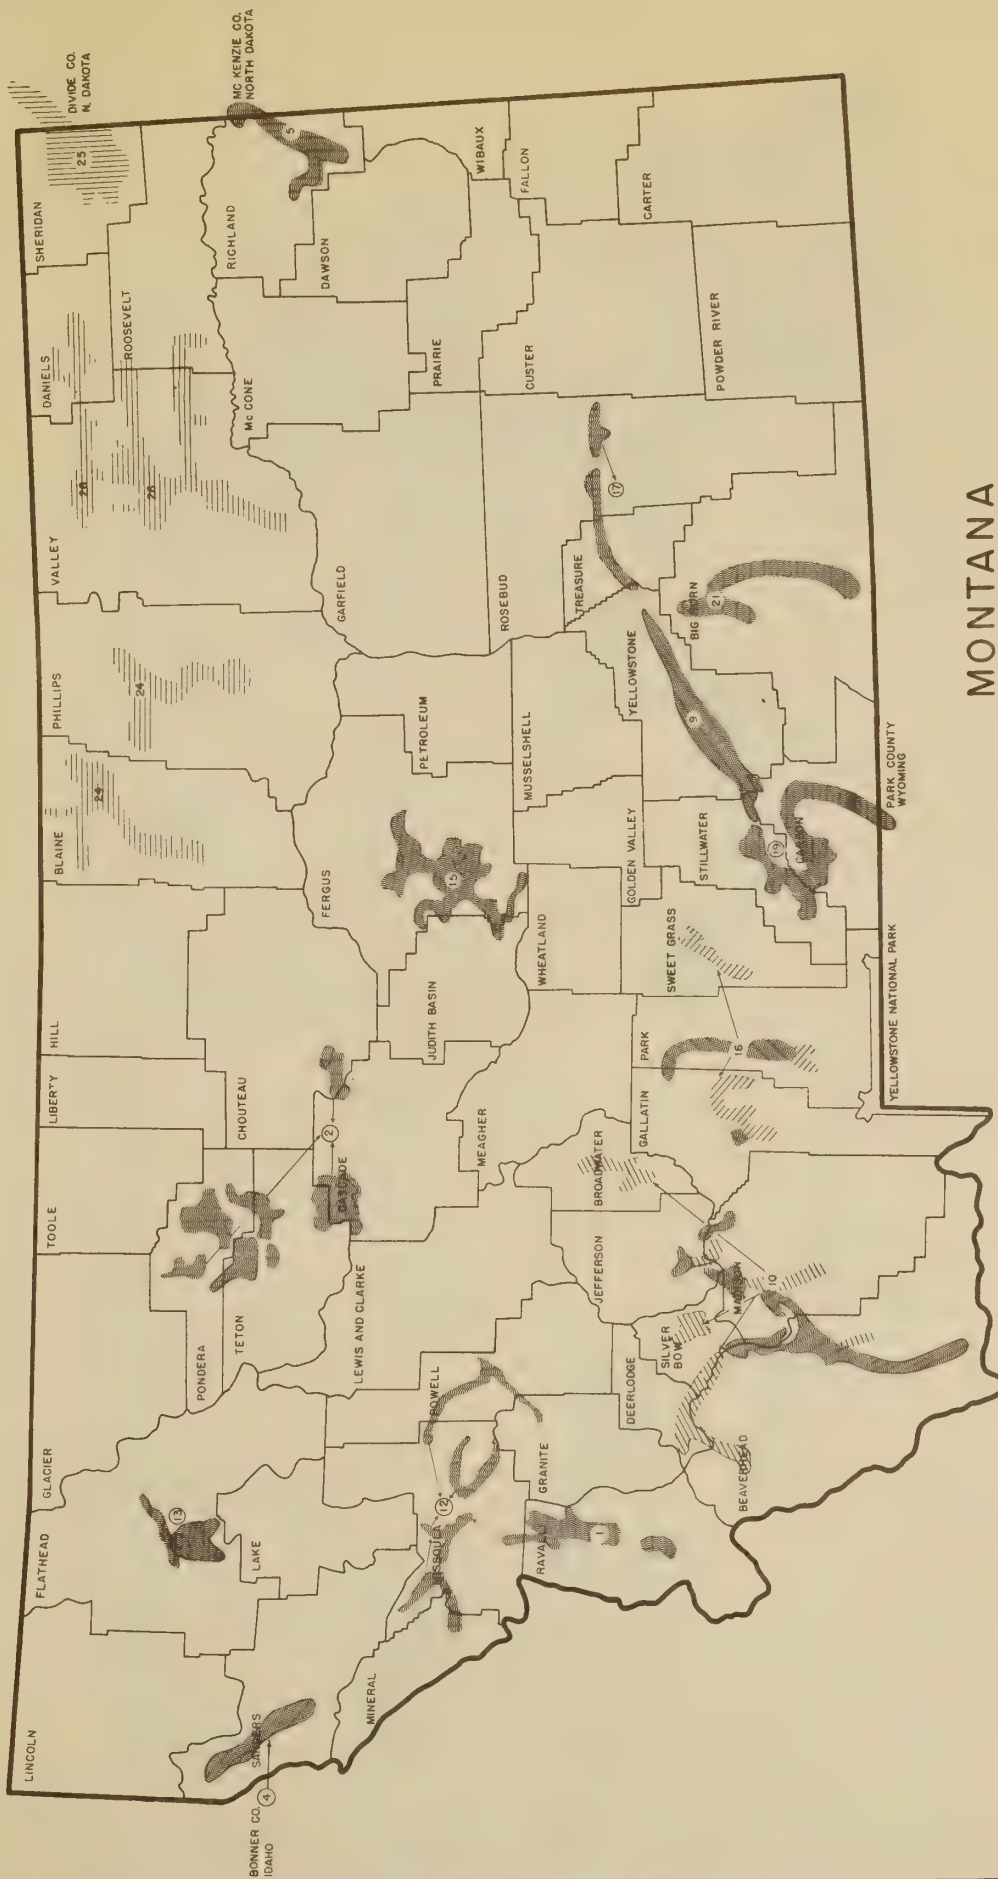 LINCOLN
FLATHEAD
GLACIER
TOOLE
LIBERTY
HILL
BLAINE
PHILLIPS
VALLEY
DANIELS
SHERIDAN
DIVIDE CO.
N. DAKOTA
25
24
24
26
26
ROOSEVELT
MC KENZIE CO.
NORTH DAKOTA
5
RICHLAND
DAWSON
Mc CONE
PONDERA
TETON
CHOUTEAU
13
LAKE
SANDERS
BONNER CO.
IDAHO
4
MINERAL
2
CASCADE
LEWIS AND CLARKE
FERGUS
GARFIELD
PETROLEUM
15
JUDITH BASIN
MEAGHER
PRAIRIE
WIBAUX
FALLON
CUSTER
ROSEBUD
TREASURE
17
MUSSELSHELL
WHEATLAND
GOLDEN VALLEY
YELLOWSTONE
MISSOULA
12
POWELL
GRANITE
RAVALLI
1
DEERLODGE
SILVER
BOW
JEFFERSON
BROADWATER
GALLATIN
PARK
SWEET GRASS
STILLWATER
9
BIG HORN
21
POWDER RIVER
CARTER
19
CARBON
16
10
MADISON
BEAVERHEAD
YELLOWSTONE NATIONAL PARK
PARK COUNTY
WYOMING
MONTANA